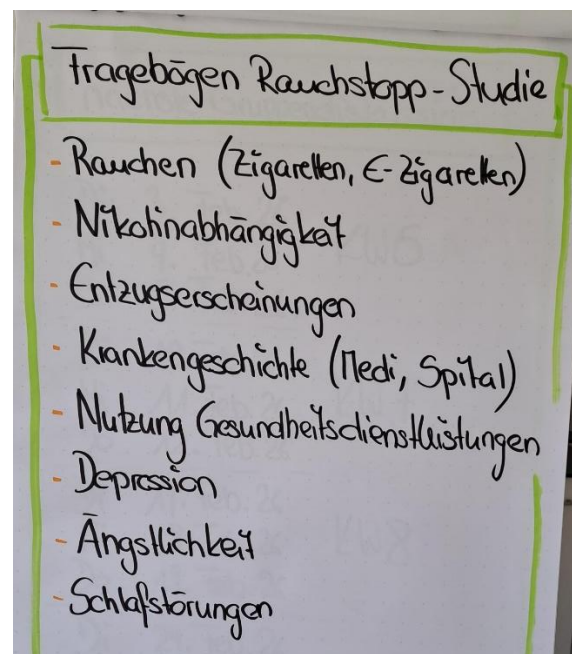 Fragebögen Rauchstopp-Studie
- Rauchen (Zigaretten, E-Zigaretten)
- Nikotinabhängigkeit
- Entzugserscheinungen
- Krankengeschichte (Medi, Spital)
- Nutzung Gesundheitsdienstleistungen
- Depression
- Ängstlichkeit
- Schlafstörungen